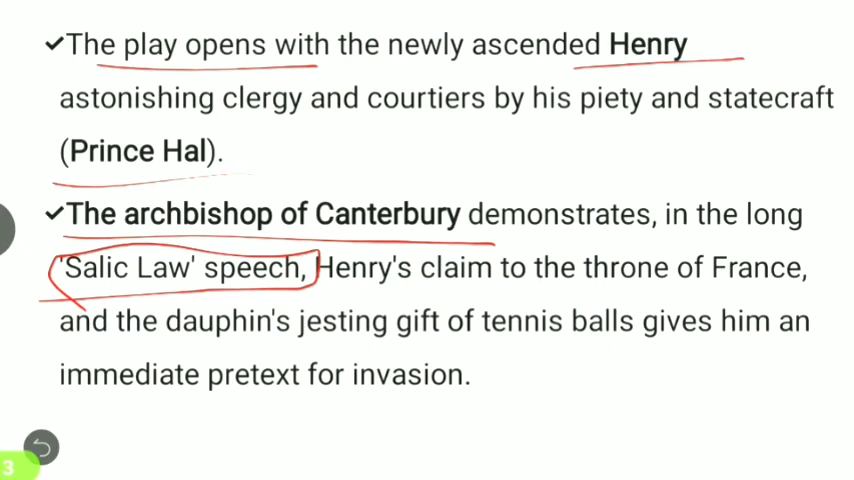 ✓The play opens with the newly ascended Henry
astonishing clergy and courtiers by his piety and statecraft
(Prince Hal).
✓The archbishop of Canterbury demonstrates, in the long
'Salic Law' speech, Henry's claim to the throne of France,
and the dauphin's jesting gift of tennis balls gives him an
immediate pretext for invasion.
3